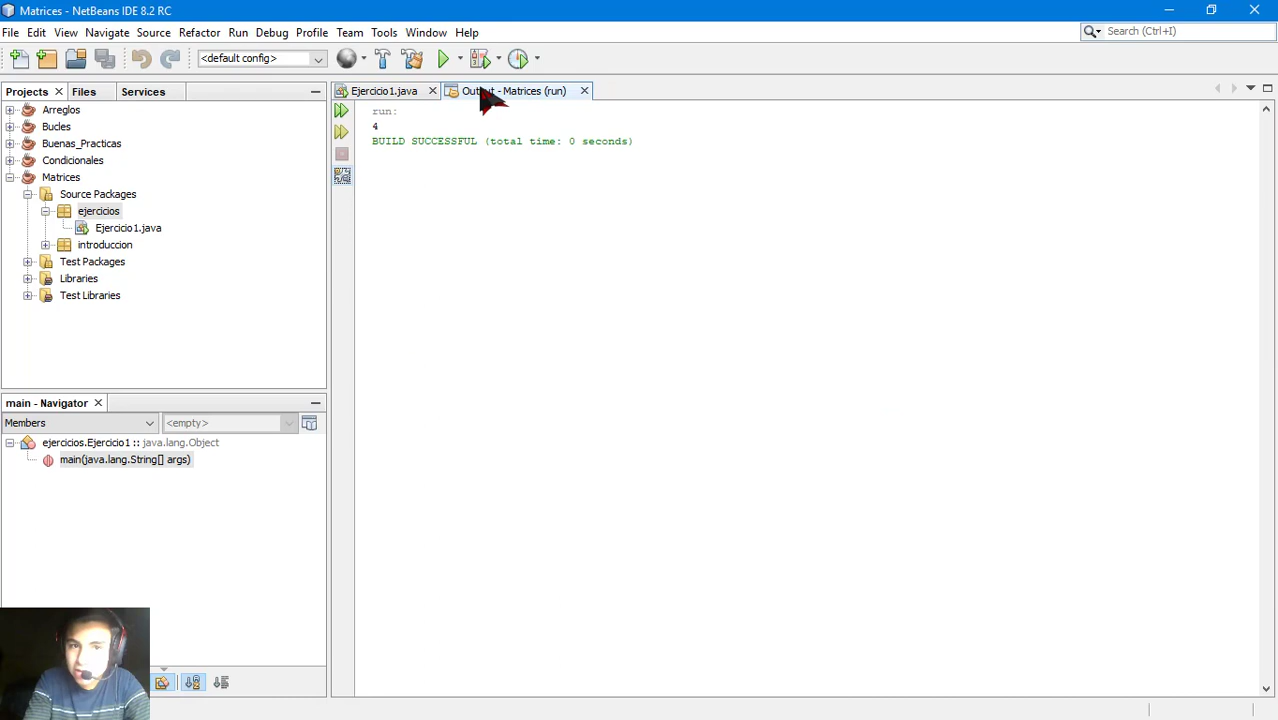 Matrices - NetBeans IDE 8.2 RC
File Edit View Navigate Source Refactor Run Debug Profile Team Tools Window Help
Search (Ctrl+I)
<default config>
Projects Files Services
Arreglos
Bucles
Buenas_Practicas
Condicionales
Matrices
Source Packages
ejercicios
Ejercicio1.java
introduccion
Test Packages
Libraries
Test Libraries
main - Navigator
Members <empty>
ejercicios.Ejercicio1 :: java.lang.Object
main(java.lang.String[] args)
Ejercicio1.java Output - Matrices (run)
run:
4
BUILD SUCCESSFUL (total time: 0 seconds)